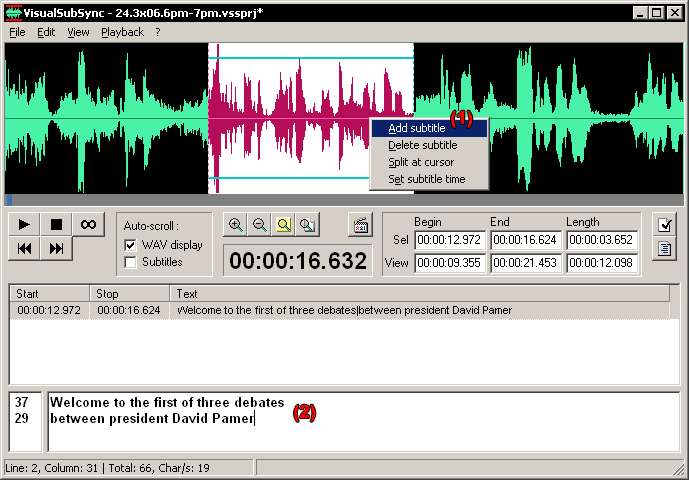 VisualSubSync - 24.3x06.6pm-7pm.vssprj*
File Edit View Playback ?
(1)
Add subtitle
Delete subtitle
Split at cursor
Set subtitle time
Auto-scroll :
WAV display
Subtitles
00:00:16.632
Begin End Length
Sel 00:00:12.972 00:00:16.624 00:00:03.652
View 00:00:09.355 00:00:21.453 00:00:12.098
Start Stop Text
00:00:12.972 00:00:16.624 Welcome to the first of three debates|between president David Pamer
37 Welcome to the first of three debates
29 between president David Pamer (2)
Line: 2, Column: 31 | Total: 66, Char/s: 19